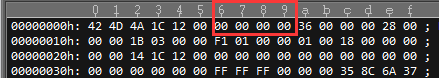 0 1 2 3 4 5 6 7 8 9 a b c d e f
00000000h: 42 4D 4A 1C 12 00 00 00 00 00 36 00 00 00 28 00 ;
00000010h: 00 00 1B 03 00 00 F1 01 00 00 01 00 18 00 00 00 ;
00000020h: 00 00 14 1C 12 00 00 00 00 00 00 00 00 00 00 00 ;
00000030h: 00 00 00 00 00 00 FF FF FF 00 00 00 35 8C 6A 37 ;